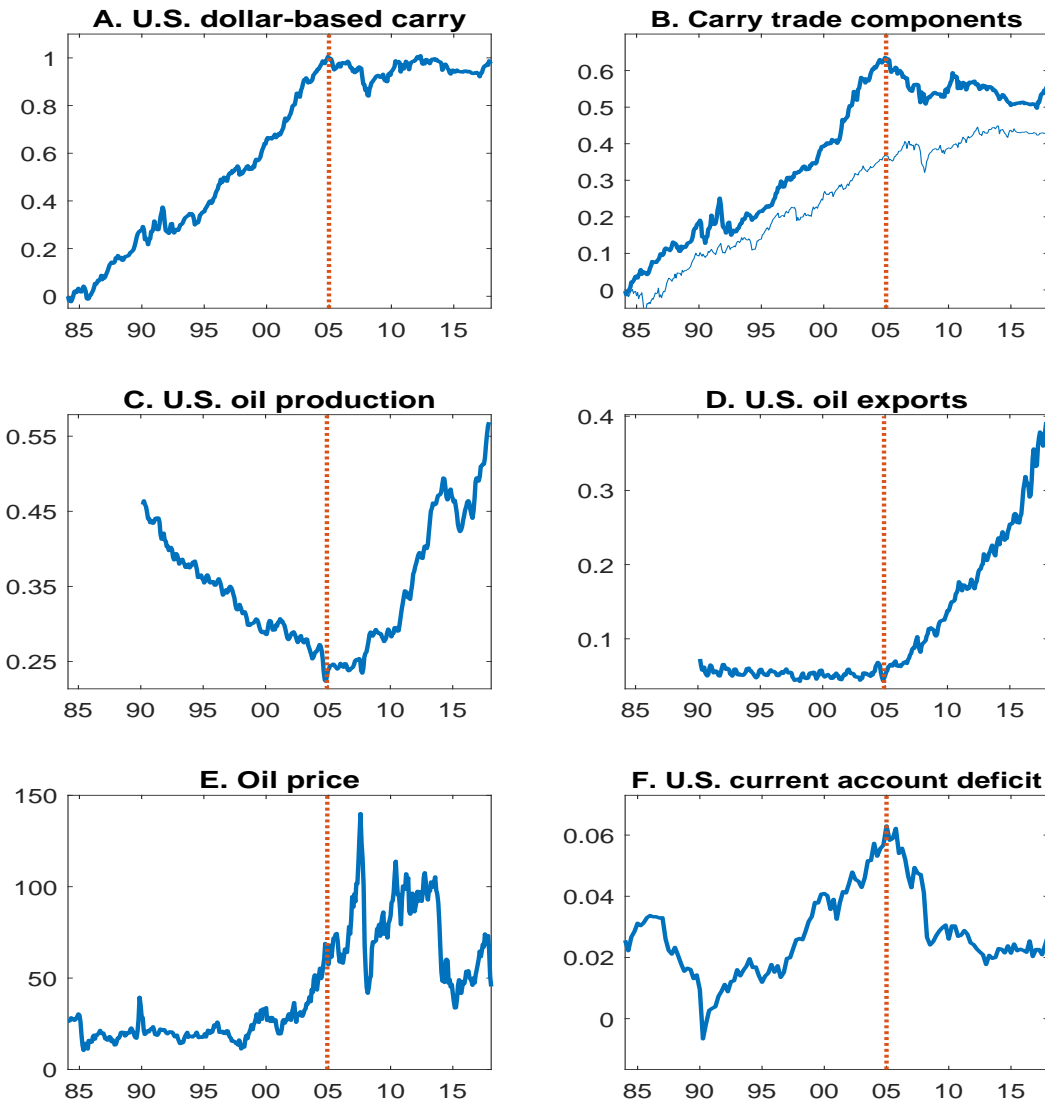 A. U.S. dollar-based carry
1
0.8
0.6
0.4
0.2
0
85 90 95 00 05 10 15
B. Carry trade components
0.6
0.5
0.4
0.3
0.2
0.1
0
85 90 95 00 05 10 15
C. U.S. oil production
0.55
0.45
0.35
0.25
85 90 95 00 05 10 15
D. U.S. oil exports
0.4
0.3
0.2
0.1
85 90 95 00 05 10 15
E. Oil price
150
100
50
0
85 90 95 00 05 10 15
F. U.S. current account deficit
0.06
0.04
0.02
0
85 90 95 00 05 10 15